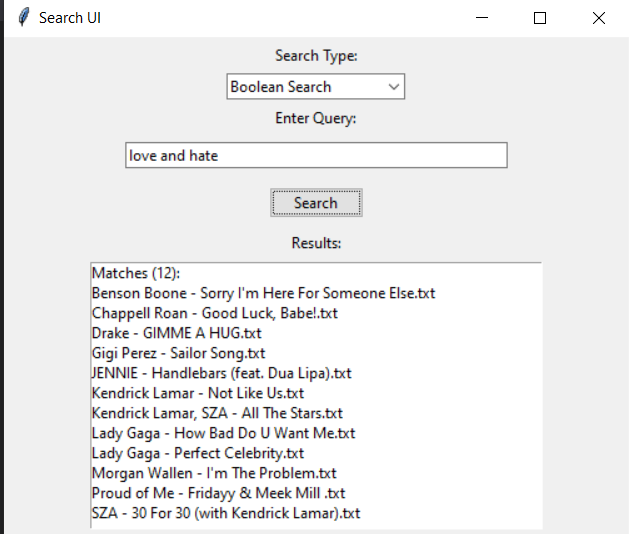 Search UI
Search Type:
Boolean Search
Enter Query:
love and hate
Search
Results:
Matches (12):
Benson Boone - Sorry I'm Here For Someone Else.txt
Chappell Roan - Good Luck, Babe!.txt
Drake - GIMME A HUG.txt
Gigi Perez - Sailor Song.txt
JENNIE - Handlebars (feat. Dua Lipa).txt
Kendrick Lamar - Not Like Us.txt
Kendrick Lamar, SZA - All The Stars.txt
Lady Gaga - How Bad Do U Want Me.txt
Lady Gaga - Perfect Celebrity.txt
Morgan Wallen - I'm The Problem.txt
Proud of Me - Fridayy & Meek Mill .txt
SZA - 30 For 30 (with Kendrick Lamar).txt